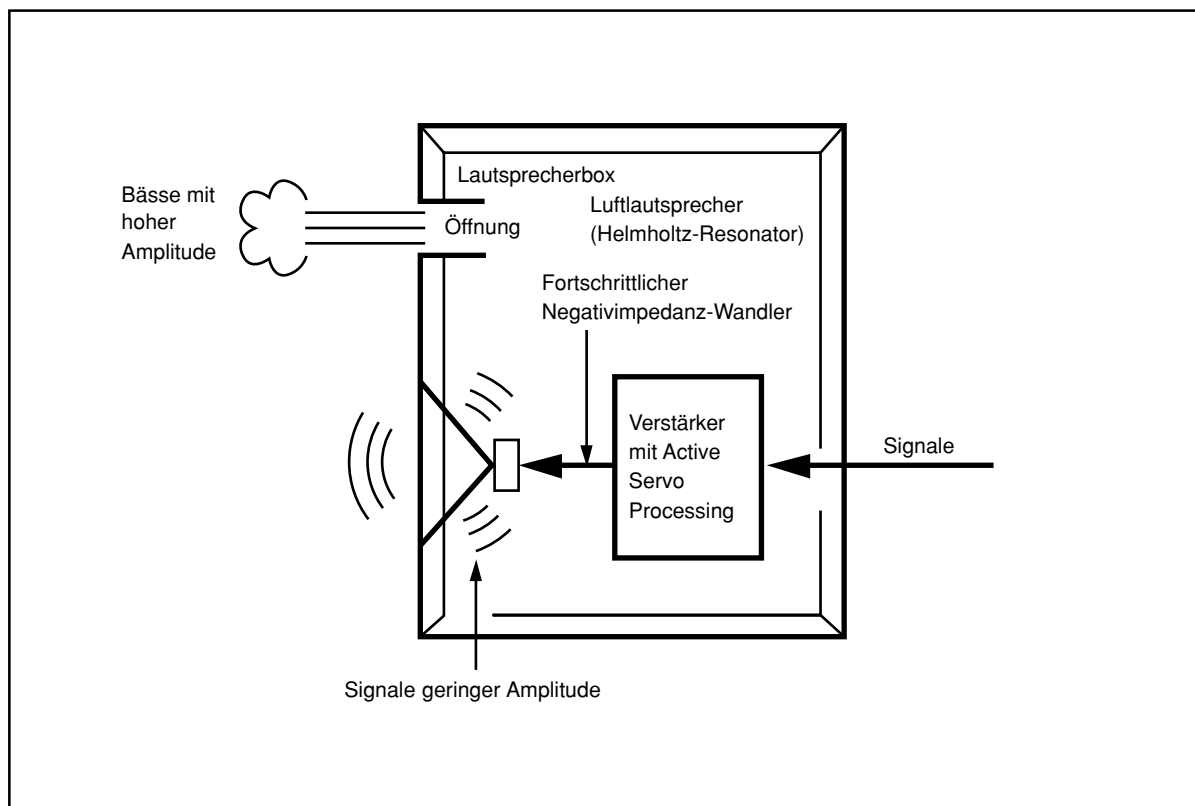 Lautsprecherbox
Bässe mit
hoher
Amplitude
Öffnung
Luftlautsprecher
(Helmholtz-Resonator)
Fortschrittlicher
Negativimpedanz-Wandler
Verstärker
mit Active
Servo
Processing
Signale
Signale geringer Amplitude